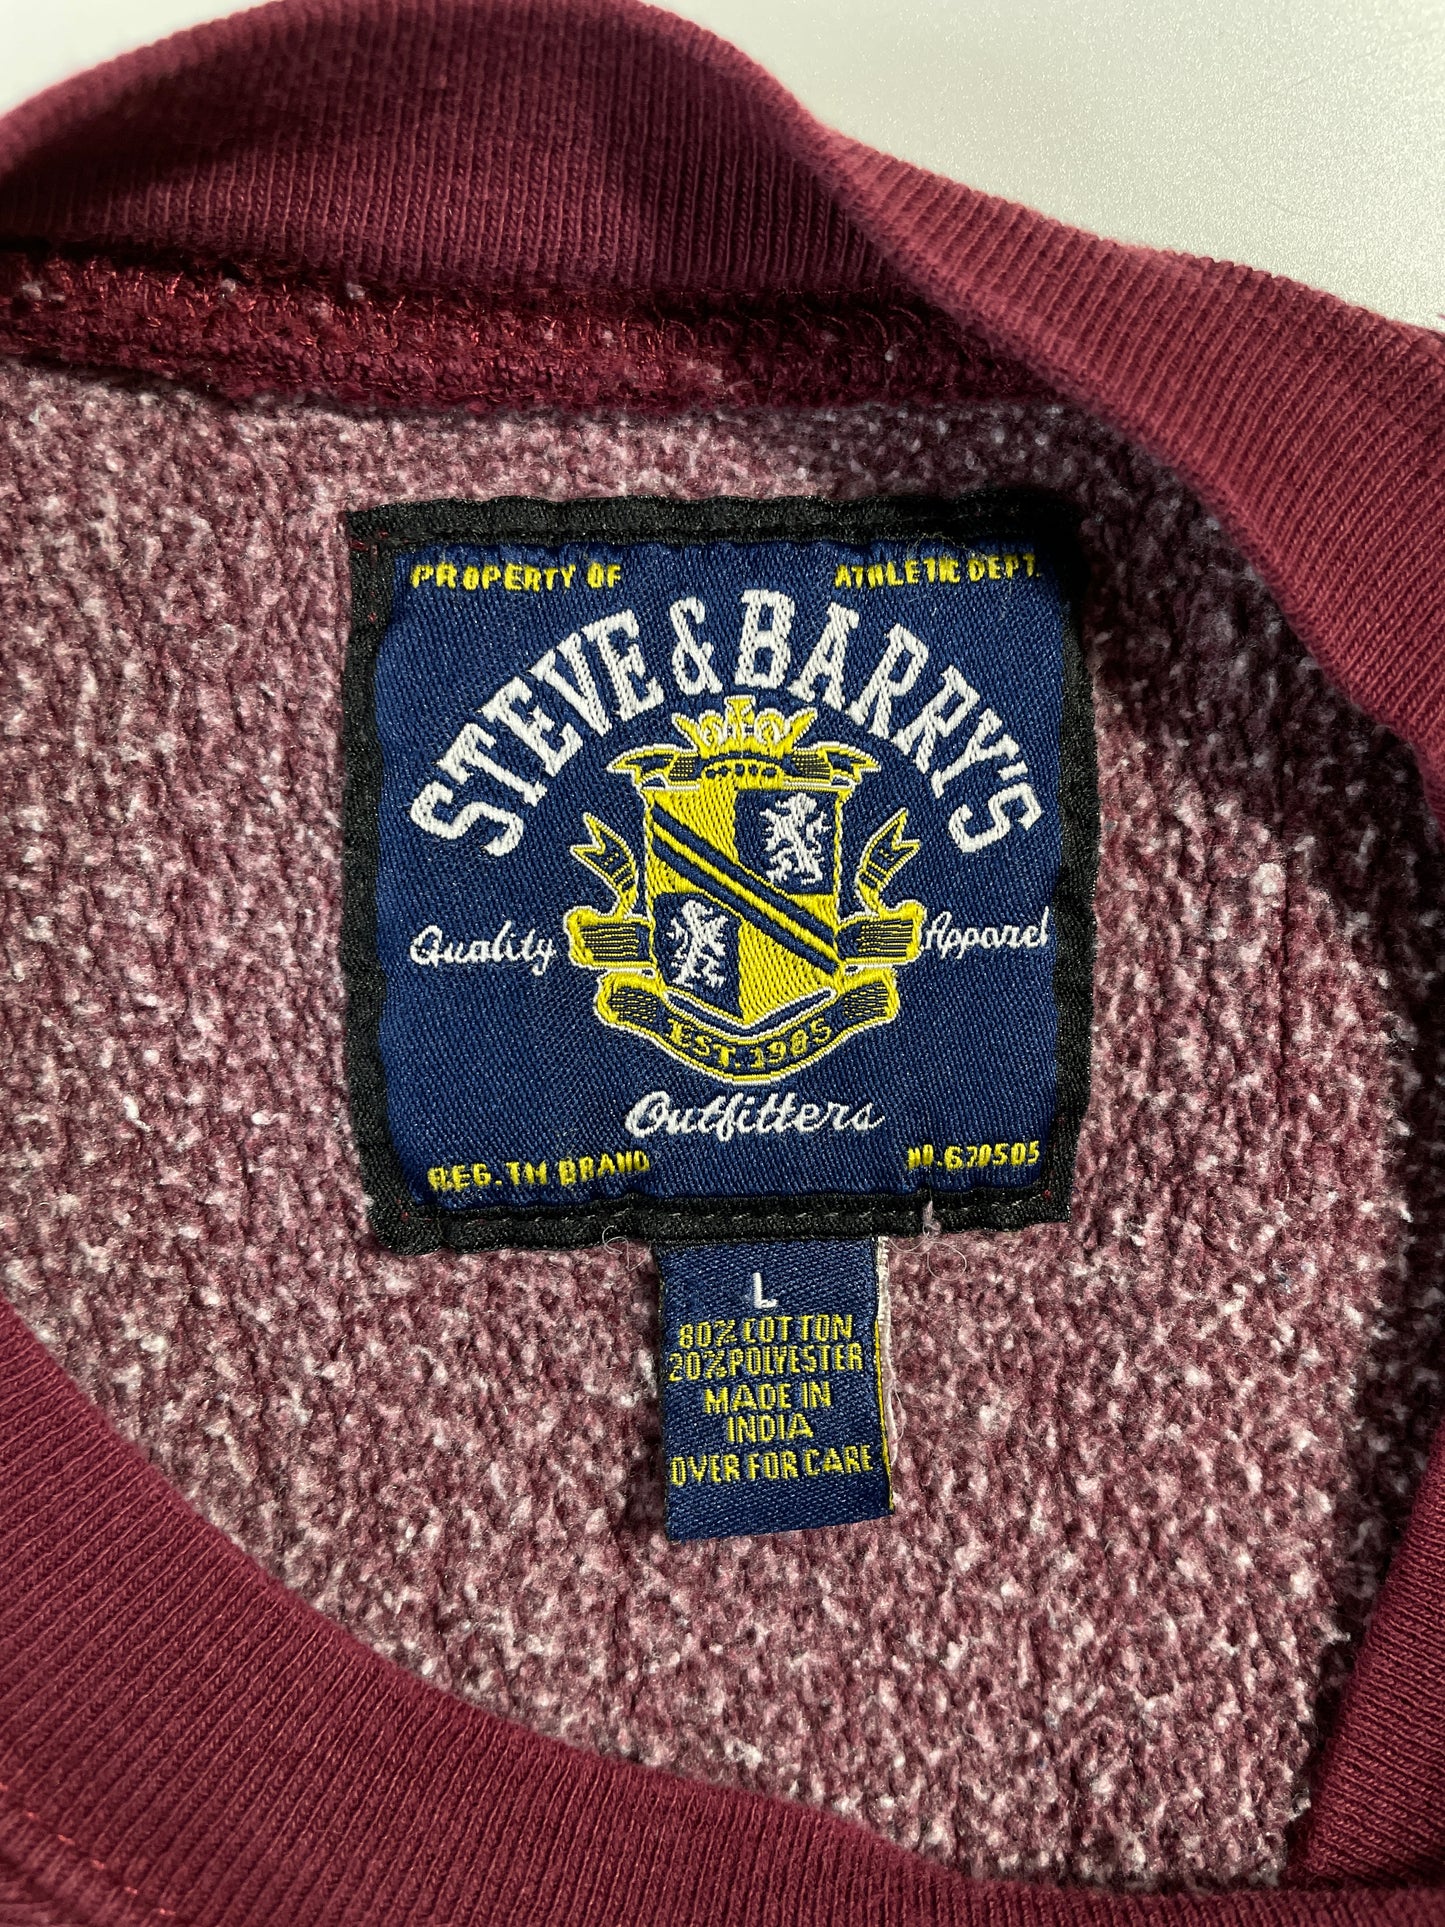 PROPERTY OF ATHLETIC DEPT.
STEVE & BARRY'S
Quality Apparel
EST. 1985
Outfitters
REG. TM BRAND NO. 620505
L
80% COTTON
20% POLYESTER
MADE IN
INDIA
OVER FOR CARE